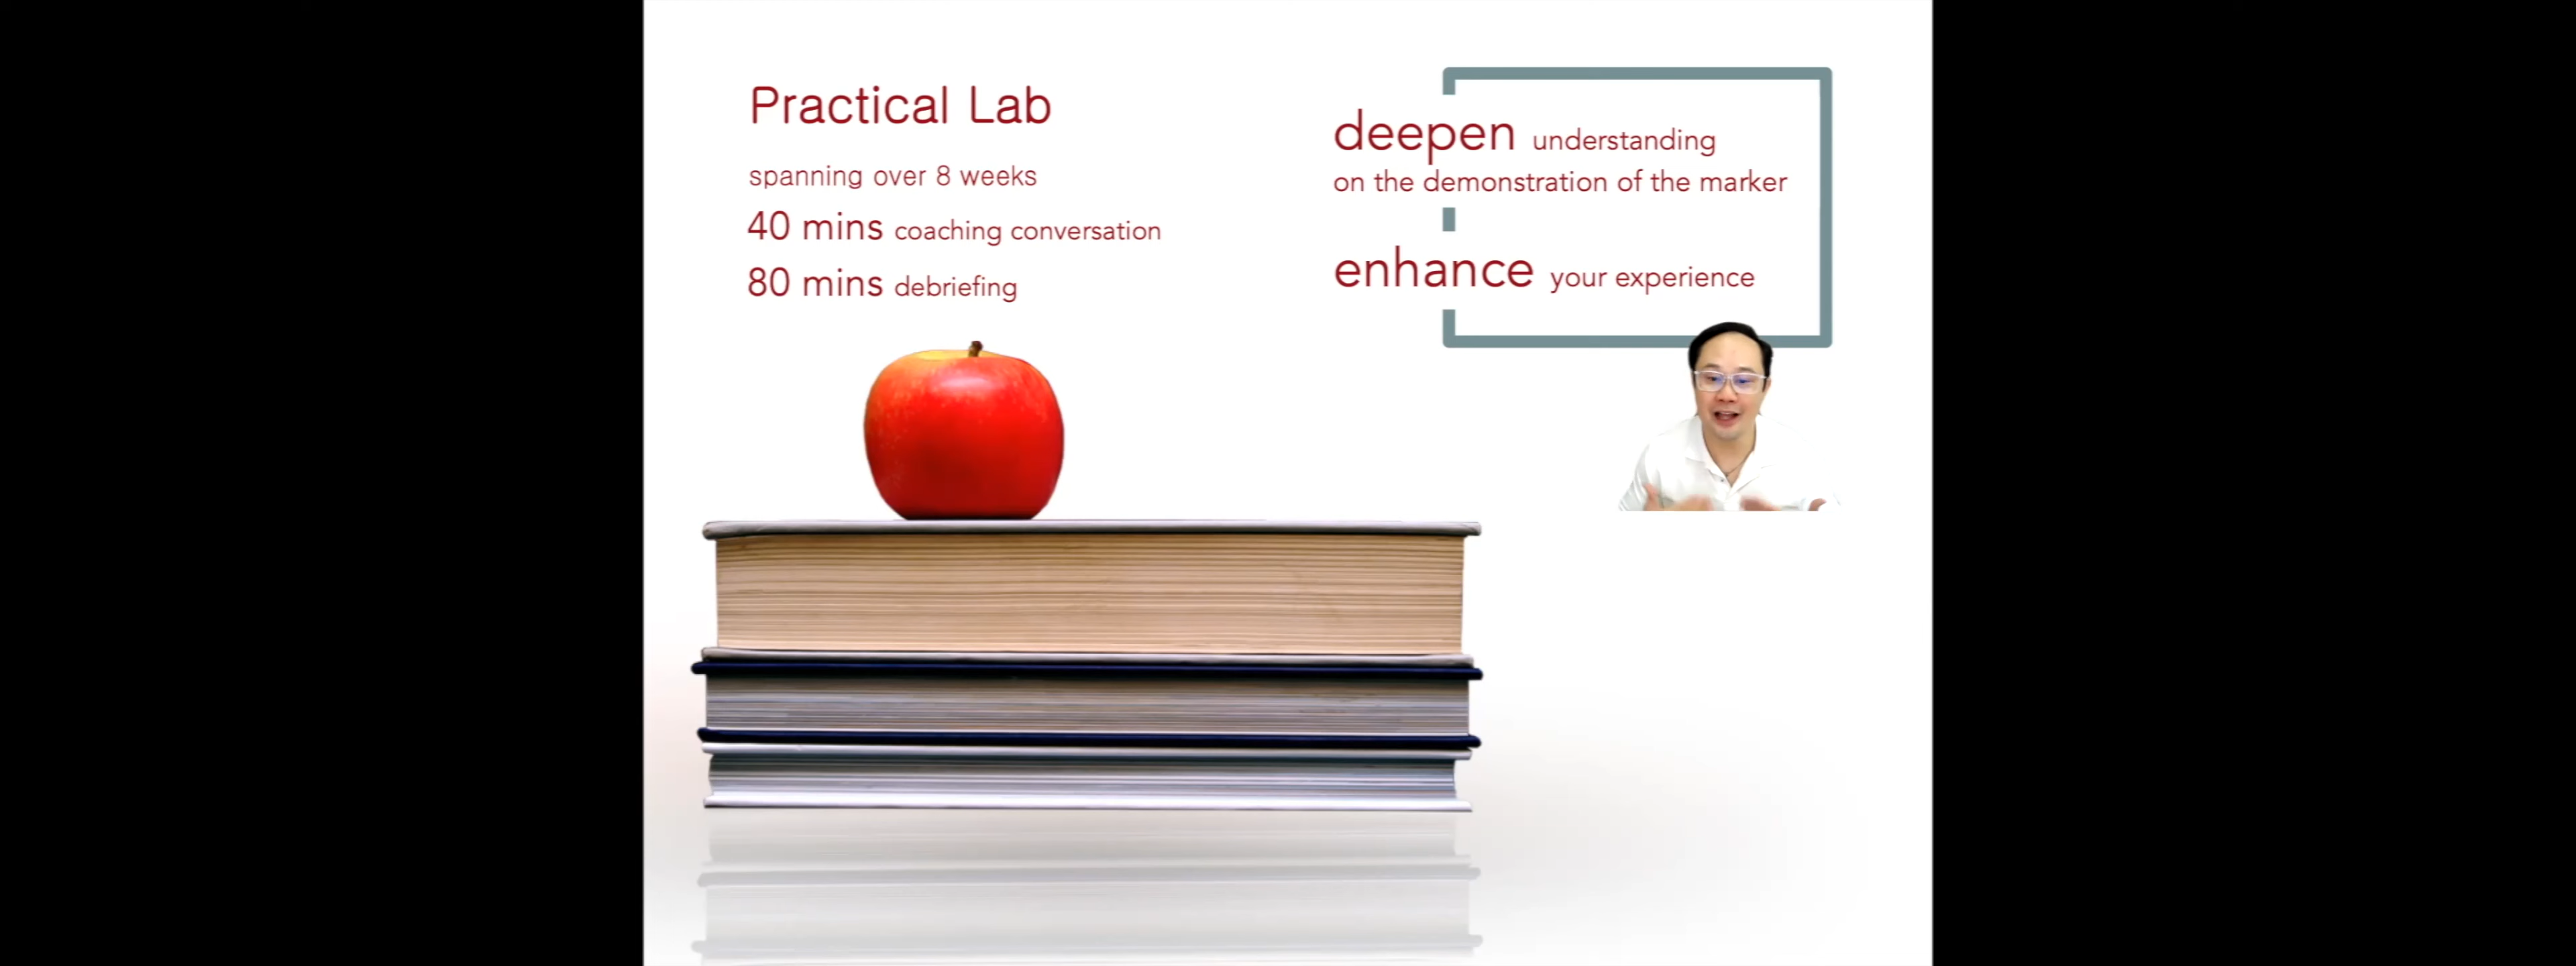 Practical Lab
spanning over 8 weeks
40 mins coaching conversation
80 mins debriefing
deepen understanding
on the demonstration of the marker
enhance your experience